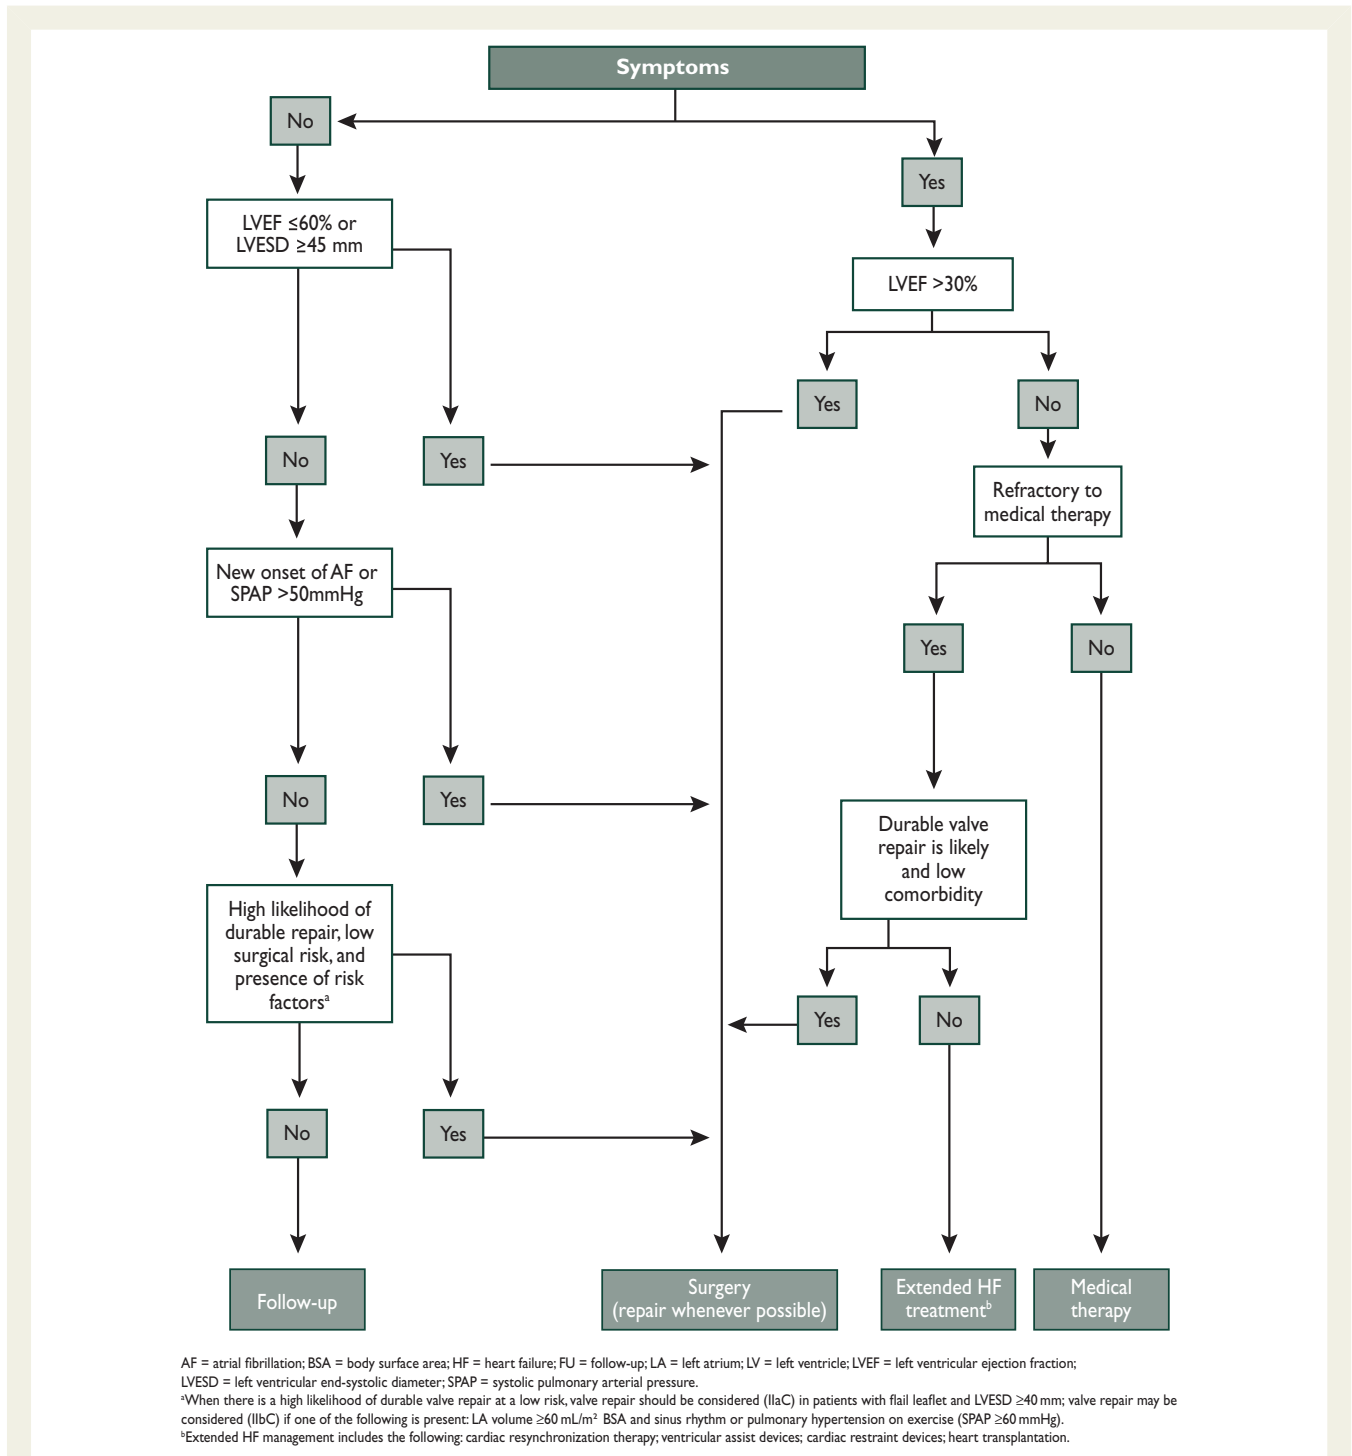 Symptoms
No
Yes
LVEF ≤60% or
LVESD ≥45 mm
LVEF >30%
Yes
No
No
Yes
Refractory to
medical therapy
New onset of AF or
SPAP >50mmHg
Yes
No
No
Yes
Durable valve
repair is likely
and low
comorbidity
High likelihood of
durable repair, low
surgical risk, and
presence of risk
factorsᵃ
Yes
No
No
Yes
Follow-up
Surgery
(repair whenever possible)
Extended HF
treatmentᵇ
Medical
therapy
AF = atrial fibrillation; BSA = body surface area; HF = heart failure; FU = follow-up; LA = left atrium; LV = left ventricle; LVEF = left ventricular ejection fraction;
LVESD = left ventricular end-systolic diameter; SPAP = systolic pulmonary arterial pressure.
ᵃWhen there is a high likelihood of durable valve repair at a low risk, valve repair should be considered (IIaC) in patients with flail leaflet and LVESD ≥40 mm; valve repair may be
considered (IIbC) if one of the following is present: LA volume ≥60 mL/m² BSA and sinus rhythm or pulmonary hypertension on exercise (SPAP ≥60 mmHg).
ᵇExtended HF management includes the following: cardiac resynchronization therapy; ventricular assist devices; cardiac restraint devices; heart transplantation.